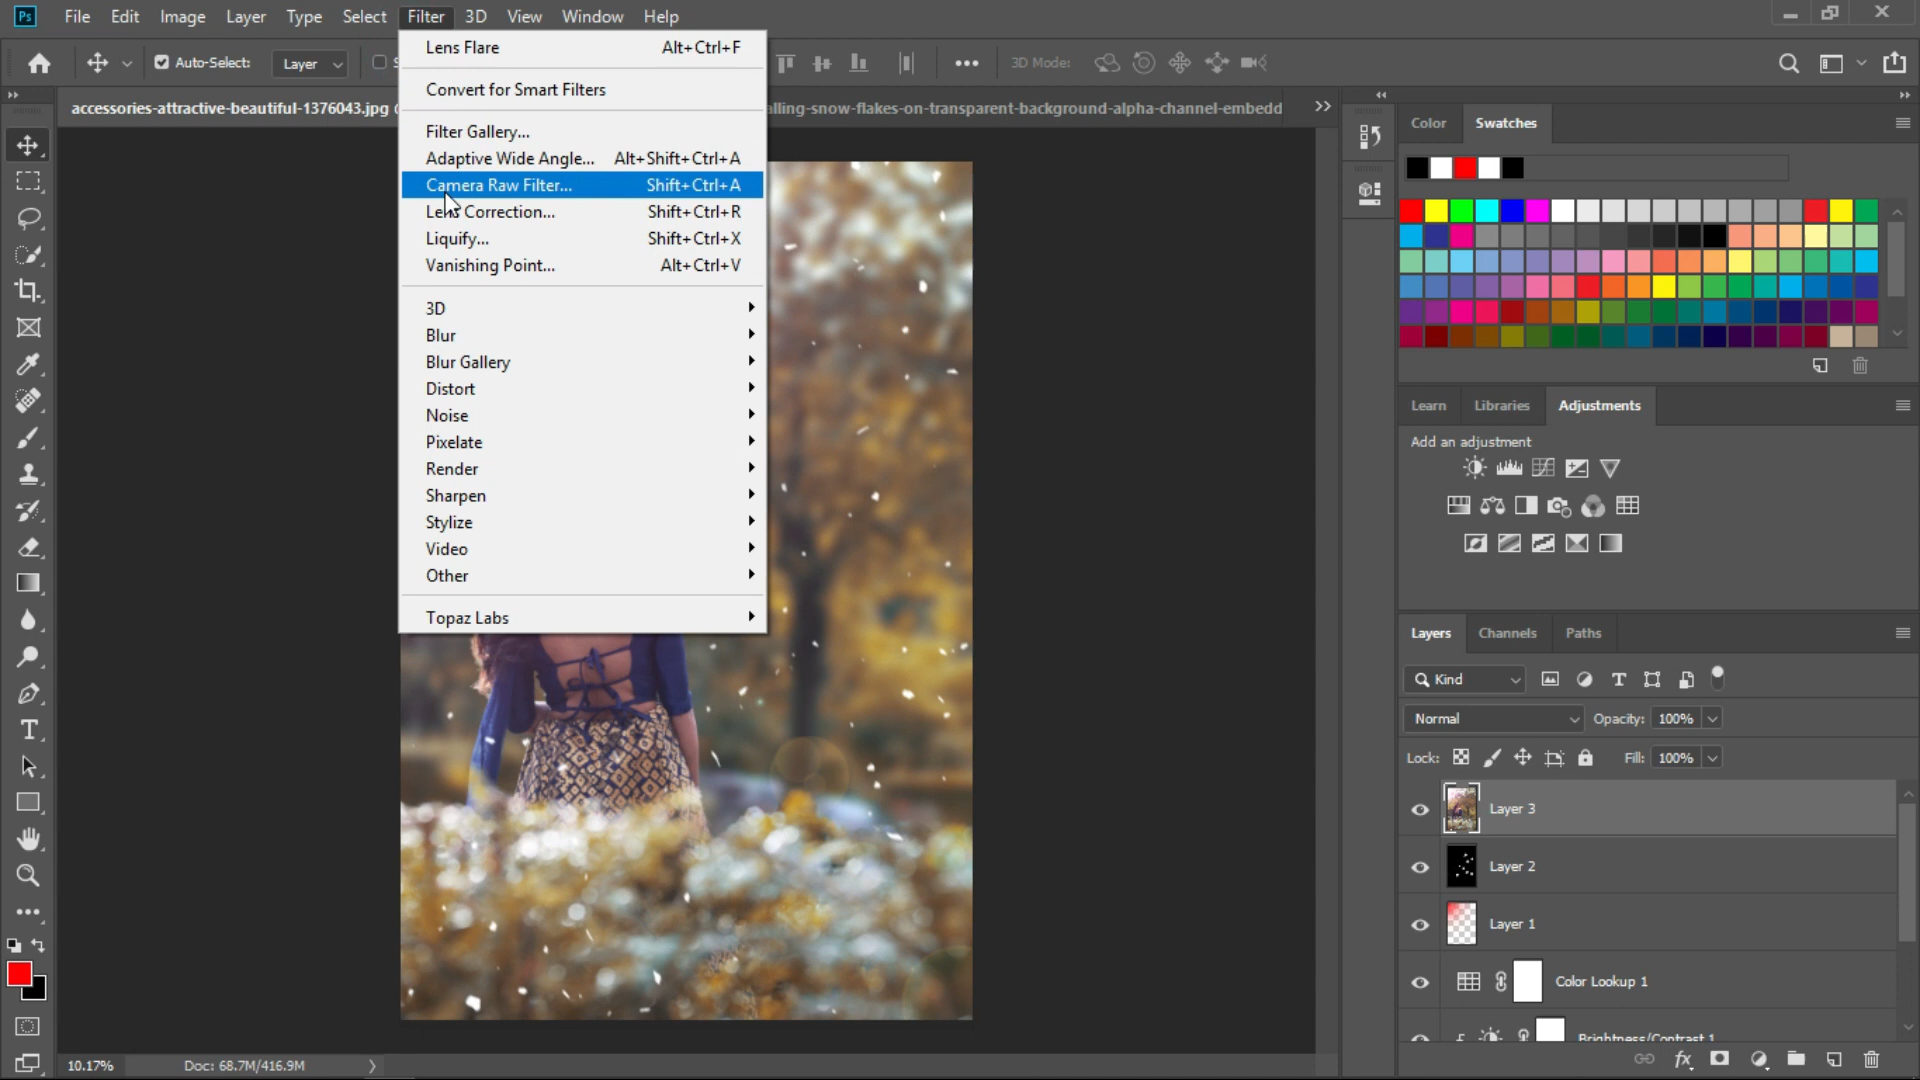 Ps File Edit Image Layer Type Select Filter 3D View Window Help
Auto-Select: Layer 3D Mode:
accessories-attractive-beautiful-1376043.jpg alling-snow-flakes-on-transparent-background-alpha-channel-embedd
Lens Flare Alt+Ctrl+F
Convert for Smart Filters
Filter Gallery...
Adaptive Wide Angle... Alt+Shift+Ctrl+A
Camera Raw Filter... Shift+Ctrl+A
Lens Correction... Shift+Ctrl+R
Liquify... Shift+Ctrl+X
Vanishing Point... Alt+Ctrl+V
3D
Blur
Blur Gallery
Distort
Noise
Pixelate
Render
Sharpen
Stylize
Video
Other
Topaz Labs
Color Swatches
Learn Libraries Adjustments
Add an adjustment
Layers Channels Paths
Kind
Normal Opacity: 100%
Lock: Fill: 100%
Layer 3
Layer 2
Layer 1
Color Lookup 1
Brightness/Contrast 1
10.17% Doc: 68.7M/416.9M